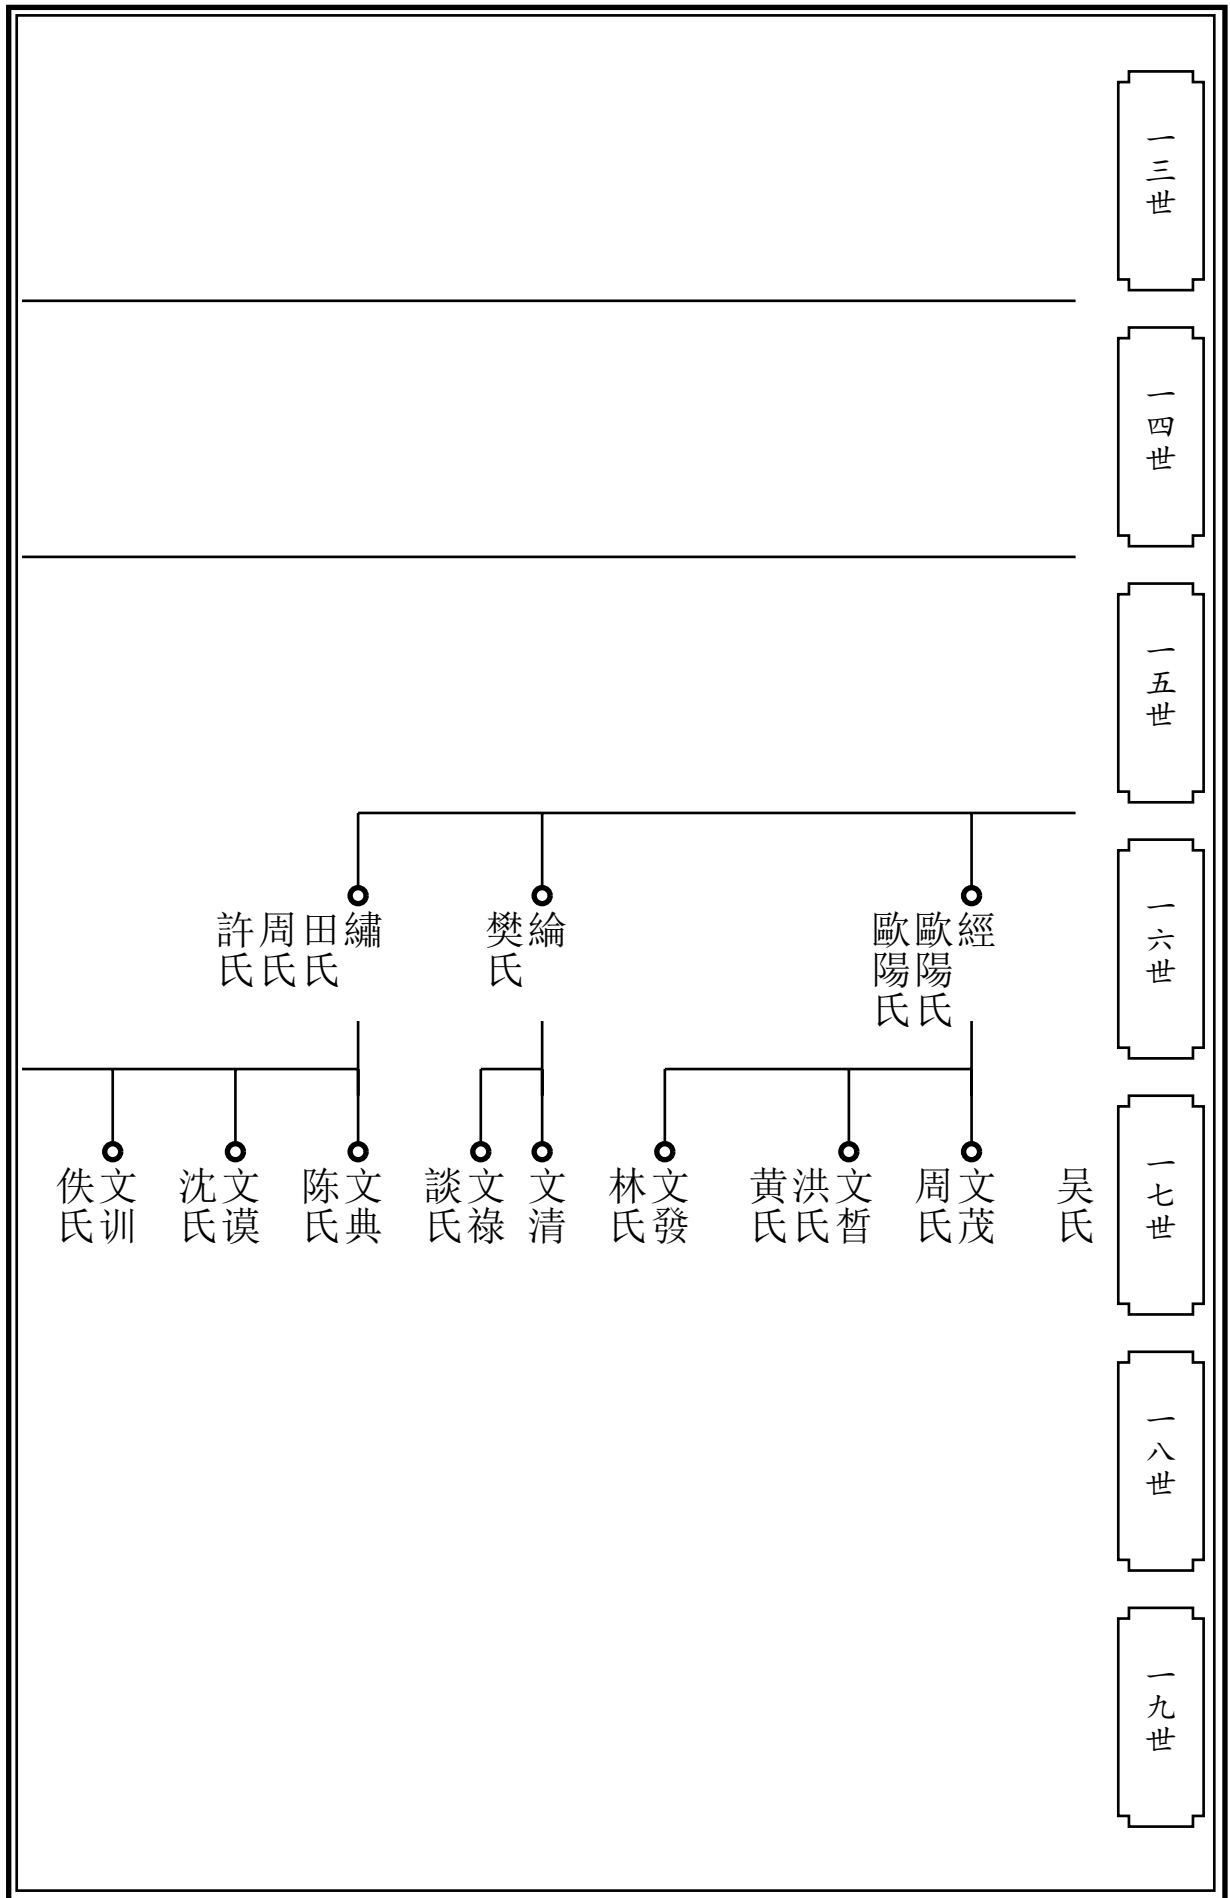 一三世
一四世
一五世
一六世
一七世
一八世
一九世
經
歐陽氏
歐陽氏
綸
樊氏
繡
田氏
周氏
許氏
吴氏
文茂
周氏
文晳
洪氏
黄氏
文發
林氏
文清
文祿
談氏
文典
陈氏
文谟
沈氏
文训
佚氏